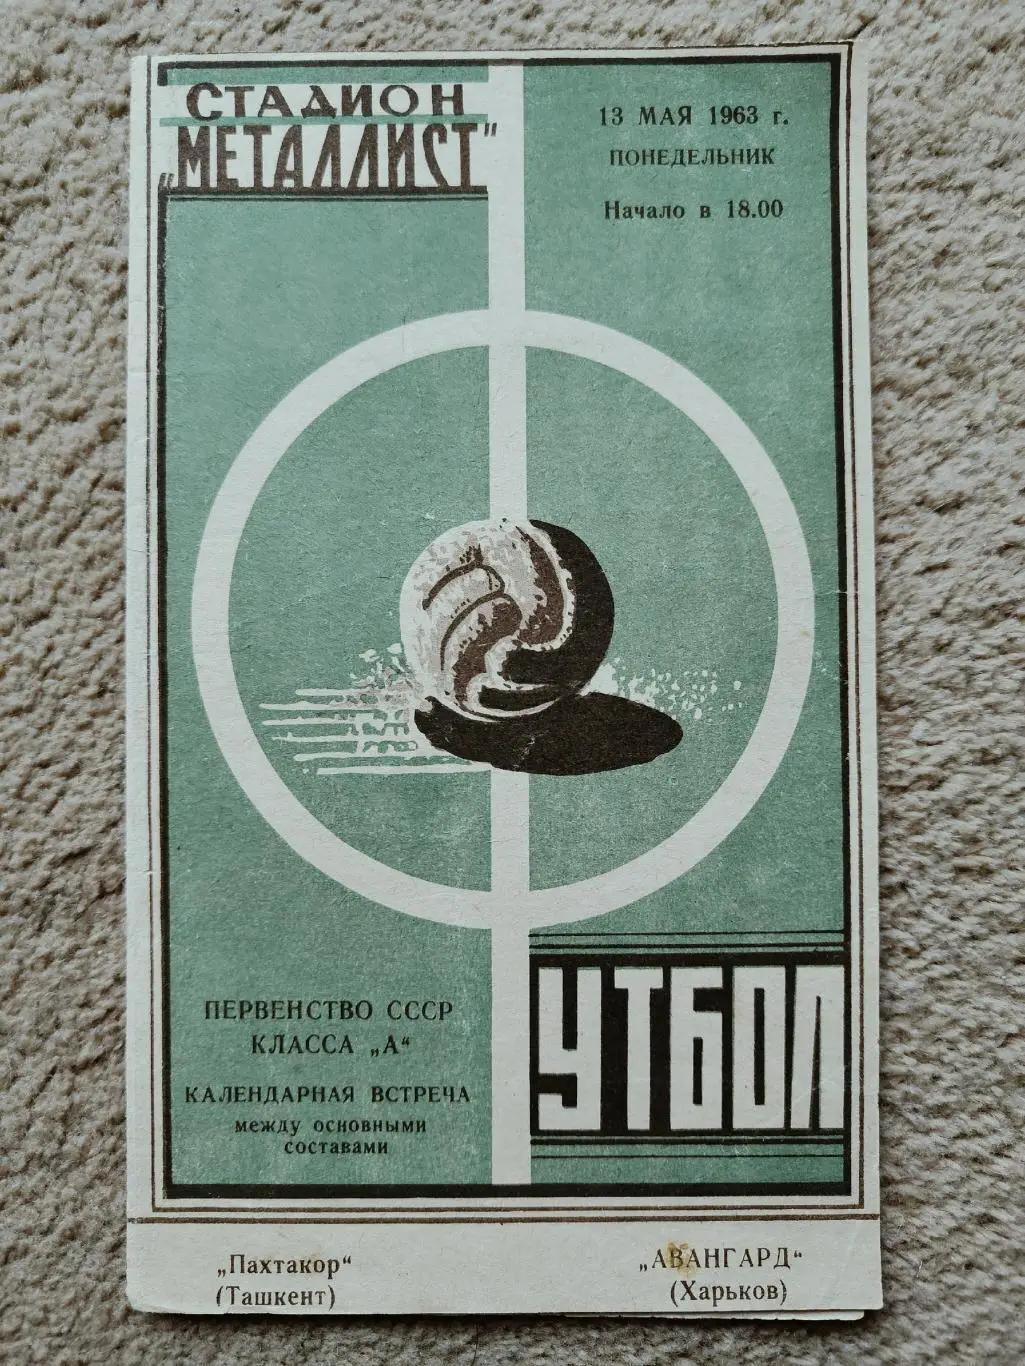 СТАДИОН
„МЕТАЛЛИСТ"
13 МАЯ 1963 г.
ПОНЕДЕЛЬНИК
Начало в 18.00
ПЕРВЕНСТВО СССР
КЛАССА „А"
КАЛЕНДАРНАЯ ВСТРЕЧА
между основными
составами
УТБОЛ
„Пахтакор"
(Ташкент)
„АВАНГАРД"
(Харьков)